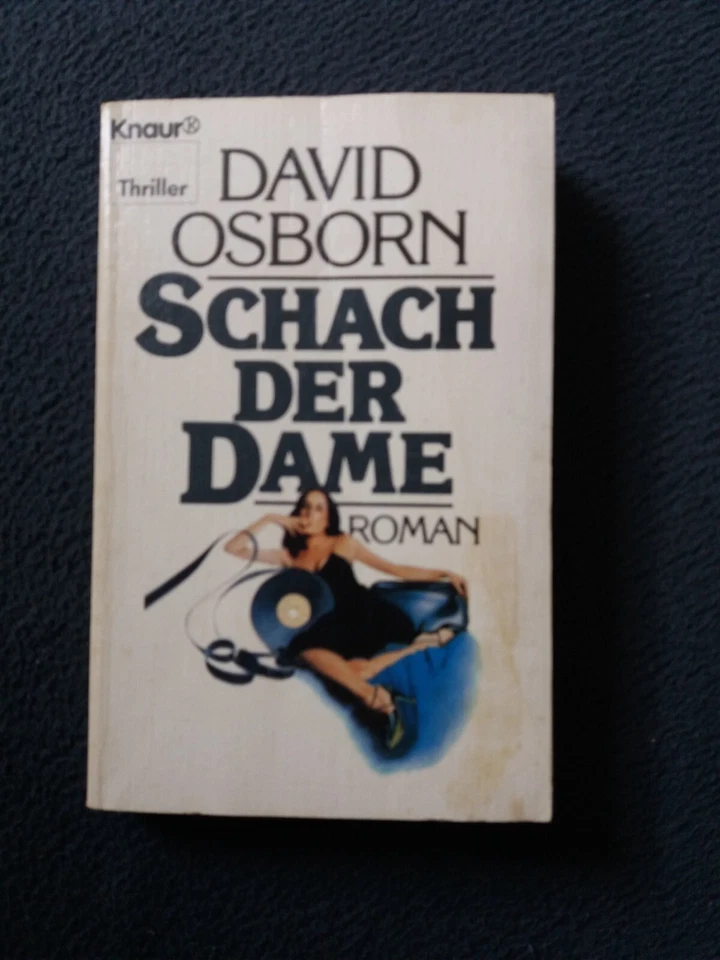 Knaur®
Thriller
DAVID
OSBORN
SCHACH
DER
DAME
ROMAN